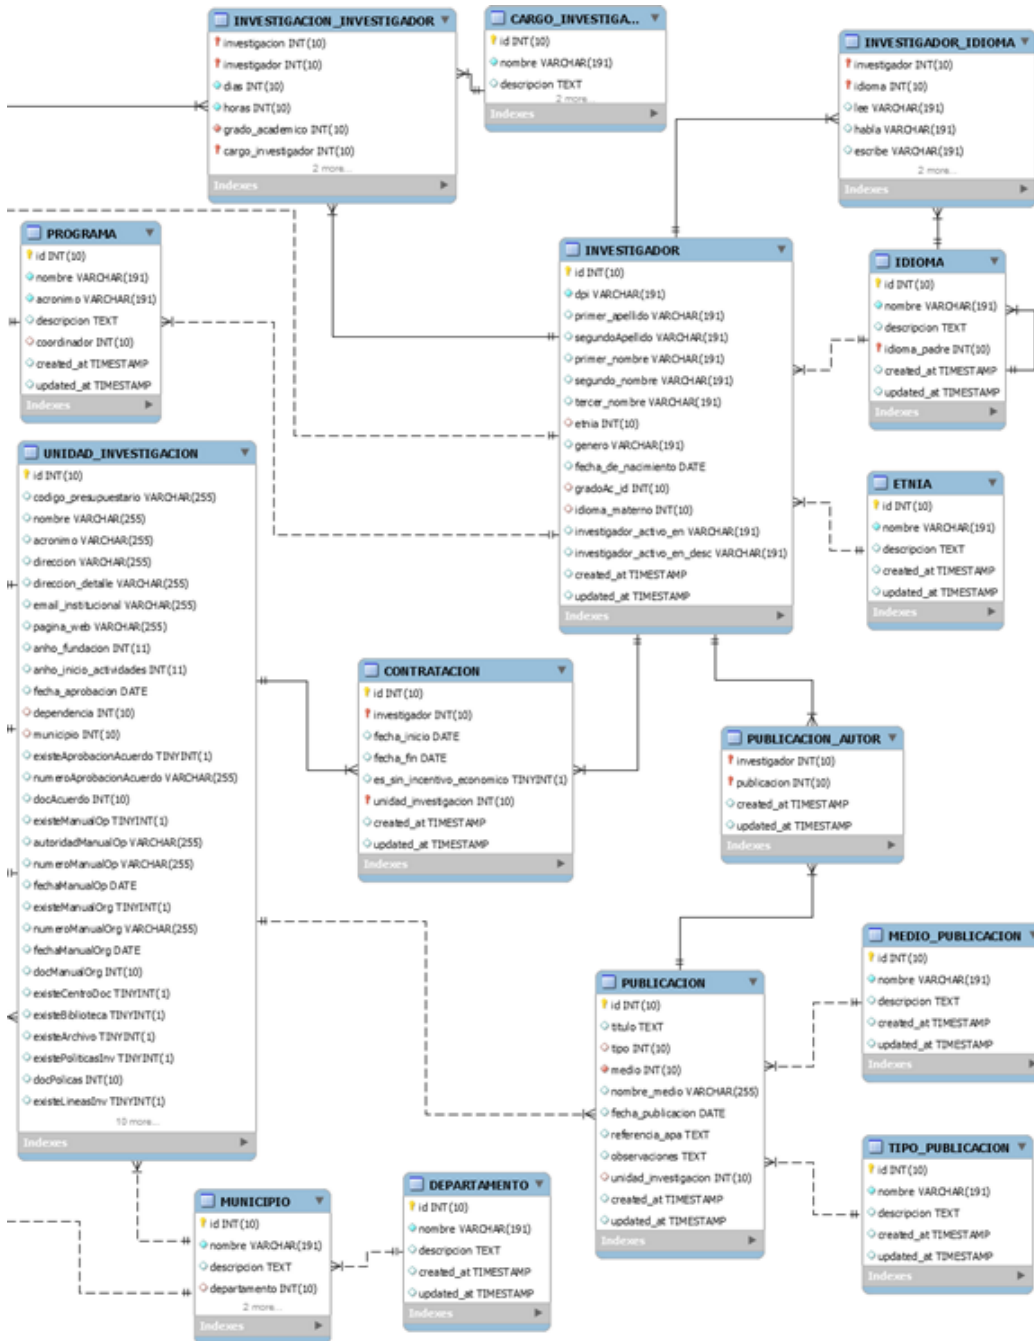 INVESTIGACION_INVESTIGADOR
investigacion INT(10)
investigador INT(10)
dias INT(10)
horas INT(10)
grado_academico INT(10)
cargo_investigador INT(10)
2 more...
Indexes
CARGO_INVESTIGA...
id INT(10)
nombre VARCHAR(191)
descripcion TEXT
2 more...
Indexes
INVESTIGADOR_IDIOMA
investigador INT(10)
idioma INT(10)
lee VARCHAR(191)
habla VARCHAR(191)
escribe VARCHAR(191)
2 more...
Indexes
PROGRAMA
id INT(10)
nombre VARCHAR(191)
acronimo VARCHAR(191)
descripcion TEXT
coordinador INT(10)
created_at TIMESTAMP
updated_at TIMESTAMP
Indexes
INVESTIGADOR
id INT(10)
dpi VARCHAR(191)
primer_apellido VARCHAR(191)
segundoApellido VARCHAR(191)
primer_nombre VARCHAR(191)
segundo_nombre VARCHAR(191)
tercer_nombre VARCHAR(191)
etnia INT(10)
genero VARCHAR(191)
fecha_de_nacimiento DATE
gradoAc_id INT(10)
idioma_materno INT(10)
investigador_activo_en VARCHAR(191)
investigador_activo_en_desc VARCHAR(191)
created_at TIMESTAMP
updated_at TIMESTAMP
Indexes
IDIOMA
id INT(10)
nombre VARCHAR(191)
descripcion TEXT
idioma_padre INT(10)
created_at TIMESTAMP
updated_at TIMESTAMP
Indexes
ETNIA
id INT(10)
nombre VARCHAR(191)
descripcion TEXT
created_at TIMESTAMP
updated_at TIMESTAMP
Indexes
UNIDAD_INVESTIGACION
id INT(10)
codigo_presupuestario VARCHAR(255)
nombre VARCHAR(255)
acronimo VARCHAR(255)
direccion VARCHAR(255)
direccion_detalle VARCHAR(255)
email_institucional VARCHAR(255)
pagina_web VARCHAR(255)
anho_fundacion INT(11)
anho_inicio_actividades INT(11)
fecha_aprobacion DATE
dependencia INT(10)
municipio INT(10)
existeAprobacionAcuerdo TINYINT(1)
numeroAprobacionAcuerdo VARCHAR(255)
docAcuerdo INT(10)
existeManualOp TINYINT(1)
autoridadManualOp VARCHAR(255)
numeroManualOp VARCHAR(255)
fechaManualOp DATE
existeManualOrg TINYINT(1)
numeroManualOrg VARCHAR(255)
fechaManualOrg DATE
docManualOrg INT(10)
existeCentroDoc TINYINT(1)
existeBiblioteca TINYINT(1)
existeArchivo TINYINT(1)
existePoliticasInv TINYINT(1)
docPolicas INT(10)
existeLineasInv TINYINT(1)
10 more...
Indexes
CONTRATACION
id INT(10)
investigador INT(10)
fecha_inicio DATE
fecha_fin DATE
es_sin_incentivo_economico TINYINT(1)
unidad_investigacion INT(10)
created_at TIMESTAMP
updated_at TIMESTAMP
Indexes
PUBLICACION_AUTOR
investigador INT(10)
publicacion INT(10)
created_at TIMESTAMP
updated_at TIMESTAMP
Indexes
PUBLICACION
id INT(10)
titulo TEXT
tipo INT(10)
medio INT(10)
nombre_medio VARCHAR(255)
fecha_publicacion DATE
referencia_apa TEXT
observaciones TEXT
unidad_investigacion INT(10)
created_at TIMESTAMP
updated_at TIMESTAMP
Indexes
MEDIO_PUBLICACION
id INT(10)
nombre VARCHAR(191)
descripcion TEXT
created_at TIMESTAMP
updated_at TIMESTAMP
Indexes
TIPO_PUBLICACION
id INT(10)
nombre VARCHAR(191)
descripcion TEXT
created_at TIMESTAMP
updated_at TIMESTAMP
Indexes
MUNICIPIO
id INT(10)
nombre VARCHAR(191)
descripcion TEXT
departamento INT(10)
2 more...
Indexes
DEPARTAMENTO
id INT(10)
nombre VARCHAR(191)
descripcion TEXT
created_at TIMESTAMP
updated_at TIMESTAMP
Indexes